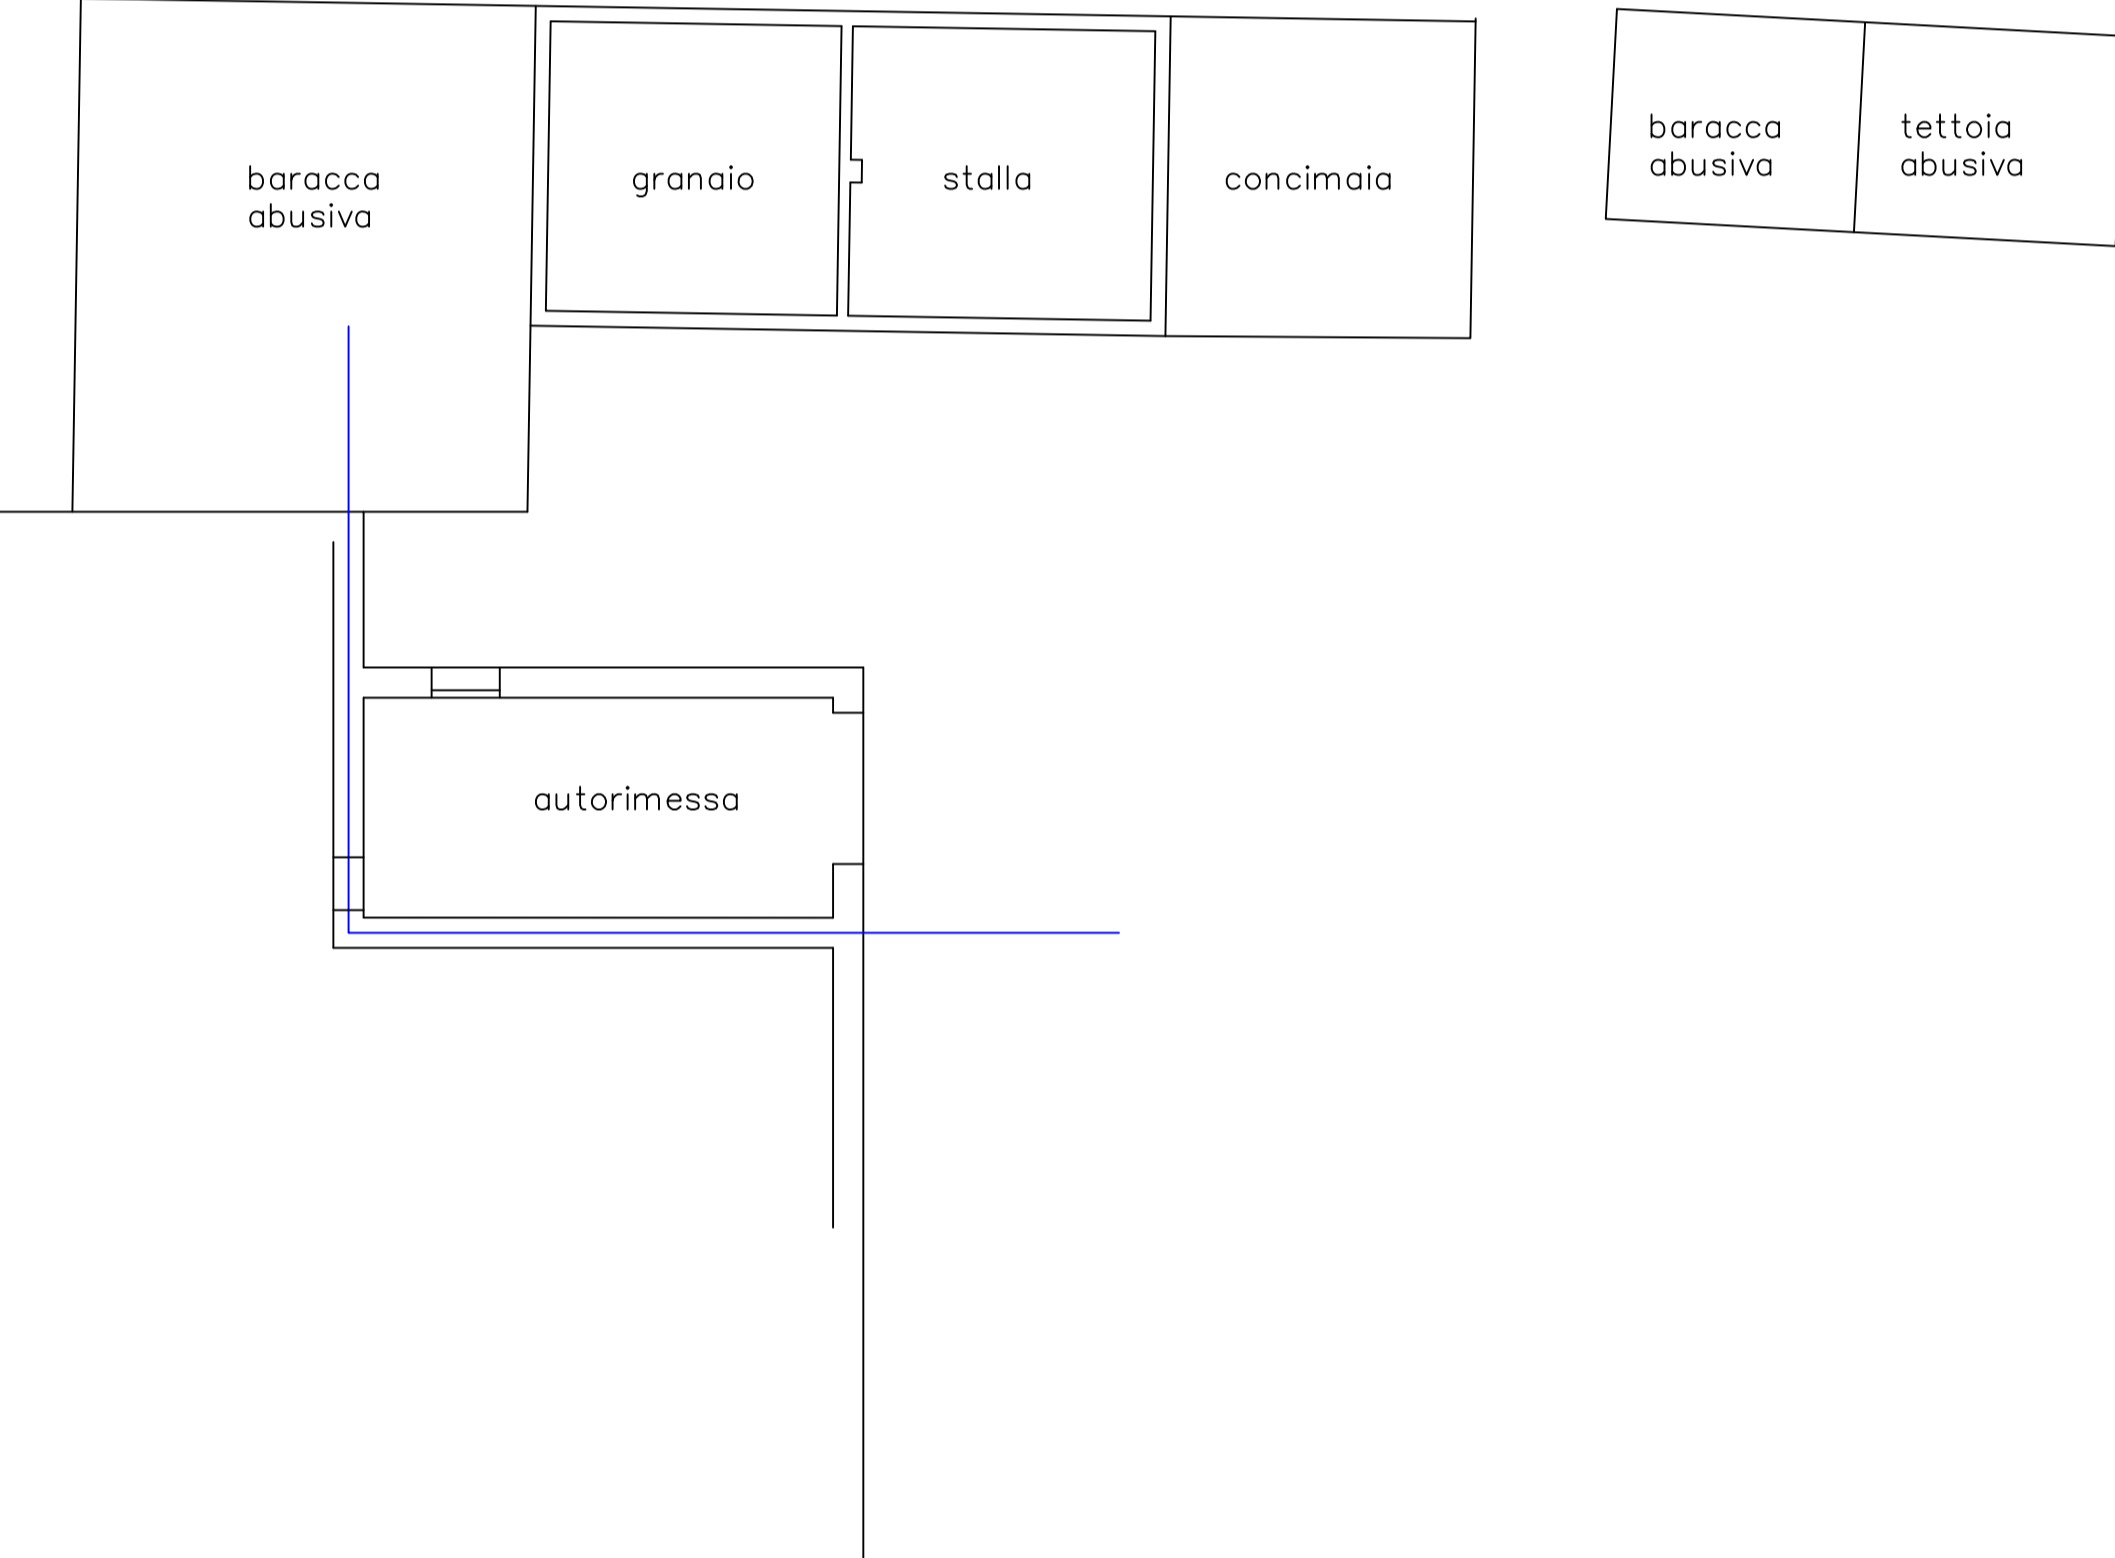 baracca
abusiva
granaio
stalla
concimaia
baracca
abusiva
tettoia
abusiva
autorimessa